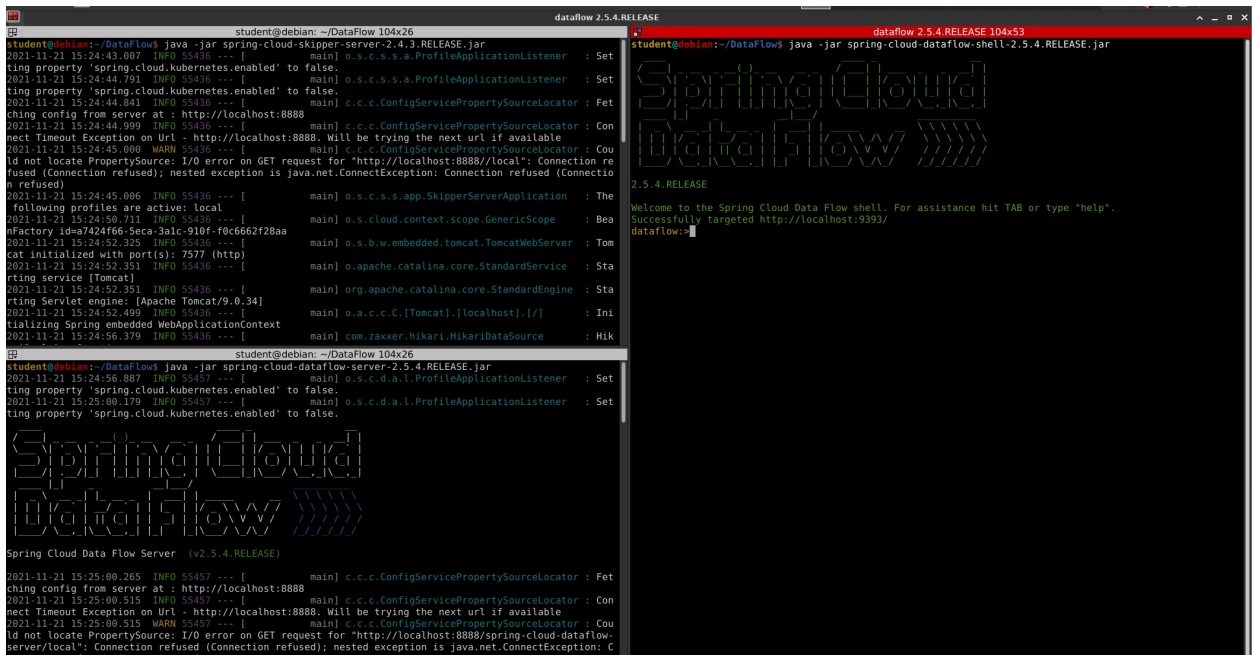 dataflow 2.5.4.RELEASE
student@debian: ~/DataFlow 104x26
student@debian:~/DataFlow$ java -jar spring-cloud-skipper-server-2.4.3.RELEASE.jar
2021-11-21 15:24:43.007  INFO 55436 --- [           main] o.s.c.s.s.a.ProfileApplicationListener   : Set
ting property 'spring.cloud.kubernetes.enabled' to false.
2021-11-21 15:24:44.791  INFO 55436 --- [           main] o.s.c.s.s.a.ProfileApplicationListener   : Set
ting property 'spring.cloud.kubernetes.enabled' to false.
2021-11-21 15:24:44.841  INFO 55436 --- [           main] c.c.c.ConfigServicePropertySourceLocator : Fet
ching config from server at : http://localhost:8888
2021-11-21 15:24:44.999  INFO 55436 --- [           main] c.c.c.ConfigServicePropertySourceLocator : Con
nect Timeout Exception on Url - http://localhost:8888. Will be trying the next url if available
2021-11-21 15:24:45.000  WARN 55436 --- [           main] c.c.c.ConfigServicePropertySourceLocator : Cou
ld not locate PropertySource: I/O error on GET request for "http://localhost:8888//local": Connection re
fused (Connection refused); nested exception is java.net.ConnectException: Connection refused (Connectio
n refused)
2021-11-21 15:24:45.006  INFO 55436 --- [           main] o.s.c.s.s.app.SkipperServerApplication   : The
 following profiles are active: local
2021-11-21 15:24:50.711  INFO 55436 --- [           main] o.s.cloud.context.scope.GenericScope     : Bea
nFactory id=a7424f66-5eca-3a1c-910f-f0c6662f28aa
2021-11-21 15:24:52.325  INFO 55436 --- [           main] o.s.b.w.embedded.tomcat.TomcatWebServer  : Tom
cat initialized with port(s): 7577 (http)
2021-11-21 15:24:52.351  INFO 55436 --- [           main] o.apache.catalina.core.StandardService   : Sta
rting service [Tomcat]
2021-11-21 15:24:52.351  INFO 55436 --- [           main] org.apache.catalina.core.StandardEngine  : Sta
rting Servlet engine: [Apache Tomcat/9.0.34]
2021-11-21 15:24:52.499  INFO 55436 --- [           main] o.a.c.c.C.[Tomcat].[localhost].[/]       : Ini
tializing Spring embedded WebApplicationContext
2021-11-21 15:24:56.379  INFO 55436 --- [           main] com.zaxxer.hikari.HikariDataSource       : Hik
student@debian: ~/DataFlow 104x26
student@debian:~/DataFlow$ java -jar spring-cloud-dataflow-server-2.5.4.RELEASE.jar
2021-11-21 15:24:56.887  INFO 55457 --- [           main] o.s.c.d.a.l.ProfileApplicationListener   : Set
ting property 'spring.cloud.kubernetes.enabled' to false.
2021-11-21 15:25:00.179  INFO 55457 --- [           main] o.s.c.d.a.l.ProfileApplicationListener   : Set
ting property 'spring.cloud.kubernetes.enabled' to false.
Spring Cloud
Data Flow
Spring Cloud Data Flow Server  (v2.5.4.RELEASE)
2021-11-21 15:25:00.265  INFO 55457 --- [           main] c.c.c.ConfigServicePropertySourceLocator : Fet
ching config from server at : http://localhost:8888
2021-11-21 15:25:00.515  INFO 55457 --- [           main] c.c.c.ConfigServicePropertySourceLocator : Con
nect Timeout Exception on Url - http://localhost:8888. Will be trying the next url if available
2021-11-21 15:25:00.515  WARN 55457 --- [           main] c.c.c.ConfigServicePropertySourceLocator : Cou
ld not locate PropertySource: I/O error on GET request for "http://localhost:8888/spring-cloud-dataflow-
server/local": Connection refused (Connection refused); nested exception is java.net.ConnectException: C
dataflow 2.5.4.RELEASE 104x53
student@debian:~/DataFlow$ java -jar spring-cloud-dataflow-shell-2.5.4.RELEASE.jar
Spring Cloud
Data Flow
2.5.4.RELEASE
Welcome to the Spring Cloud Data Flow shell. For assistance hit TAB or type "help".
Successfully targeted http://localhost:9393/
dataflow:>